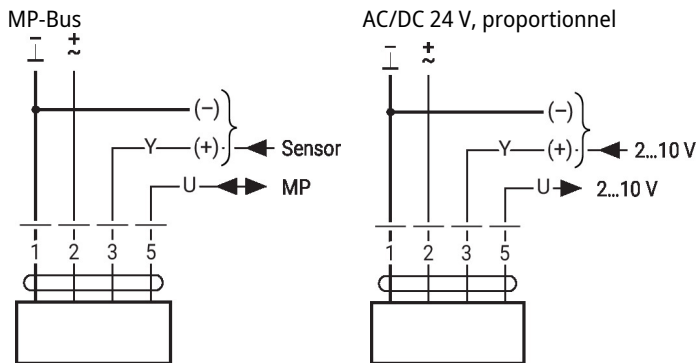 MP-Bus
AC/DC 24 V, proportionnel
− + ~
− + ~
(−)
(−)
Y (+) Sensor
Y (+) 2...10 V
U MP
U 2...10 V
1 2 3 5
1 2 3 5